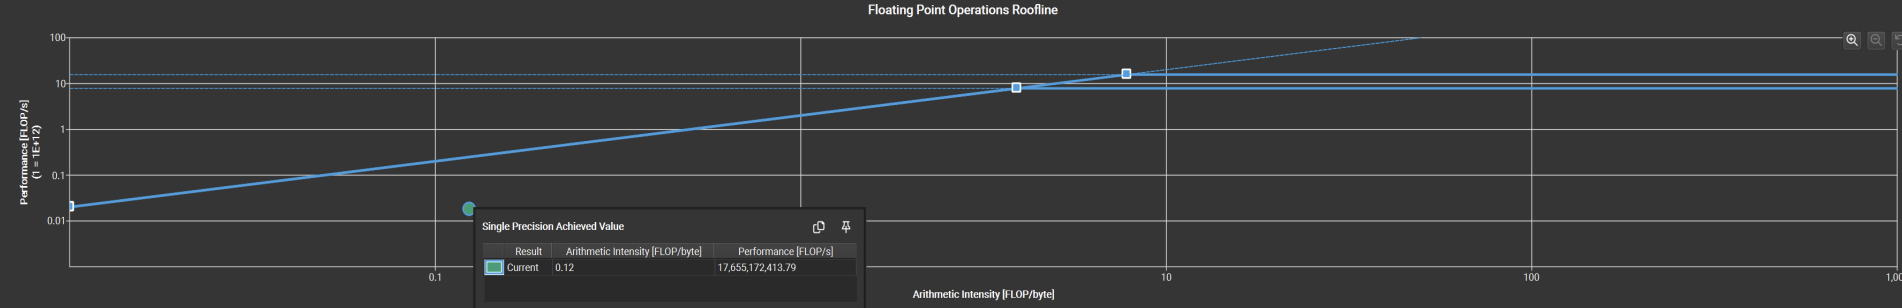 Floating Point Operations Roofline
Performance [FLOP/s]
(1 = 1E+12)
100
10
1
0.1
0.01
Single Precision Achieved Value
Result Arithmetic Intensity [FLOP/byte] Performance [FLOP/s]
Current 0.12 17,655,172,413.79
0.1 10 100 1,00
Arithmetic Intensity [FLOP/byte]